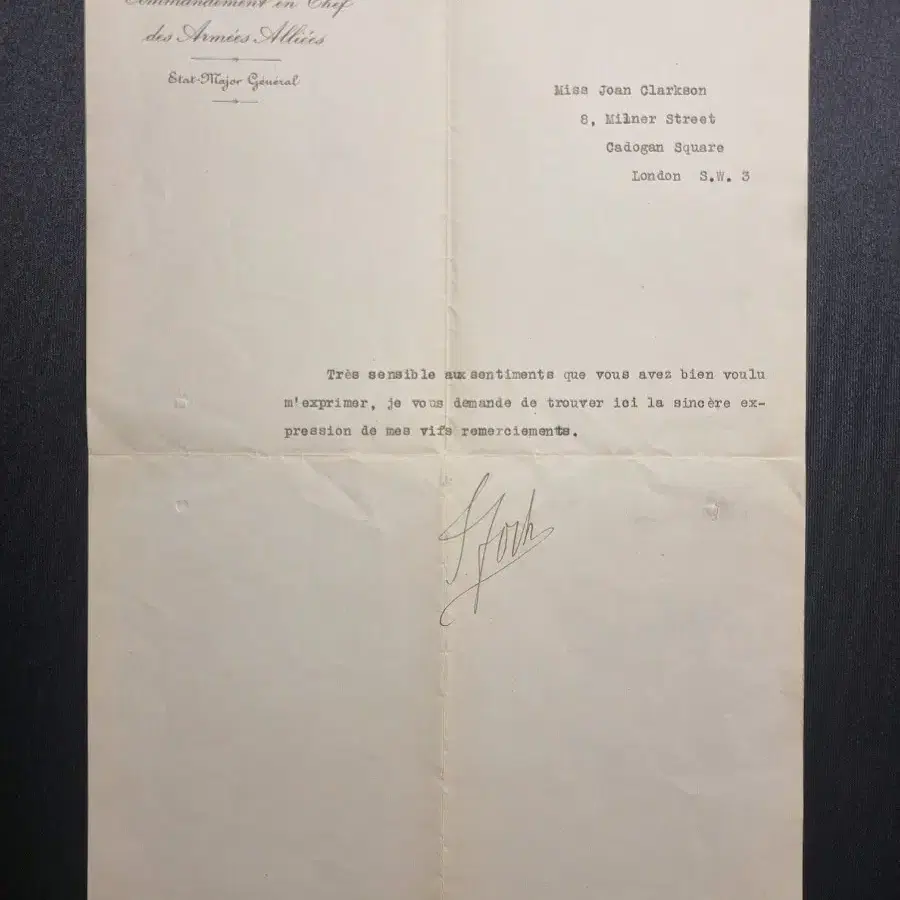 Commandement en Chef
des Armées Alliées
Etat-Major Général
Miss Joan Clarkson
8, Milner Street
Cadogan Square
London S.W. 3
Très sensible aux sentiments que vous avez bien voulu
m'exprimer, je vous demande de trouver ici la sincère ex-
pression de mes vifs remerciements.
F. Foch